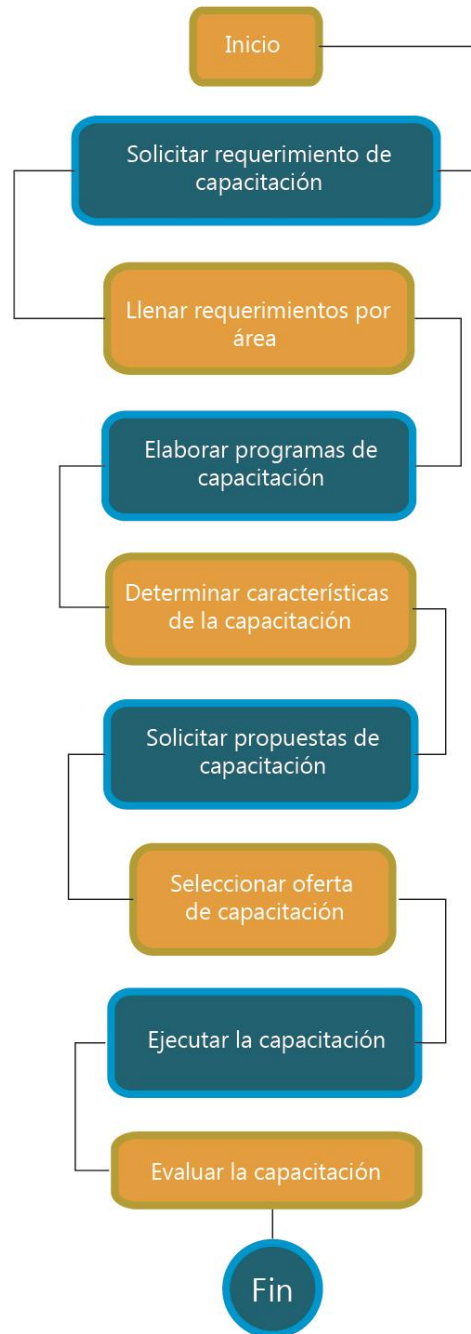 Inicio
Solicitar requerimiento de
capacitación
Llenar requerimientos por
área
Elaborar programas de
capacitación
Determinar características
de la capacitación
Solicitar propuestas de
capacitación
Seleccionar oferta
de capacitación
Ejecutar la capacitación
Evaluar la capacitación
Fin